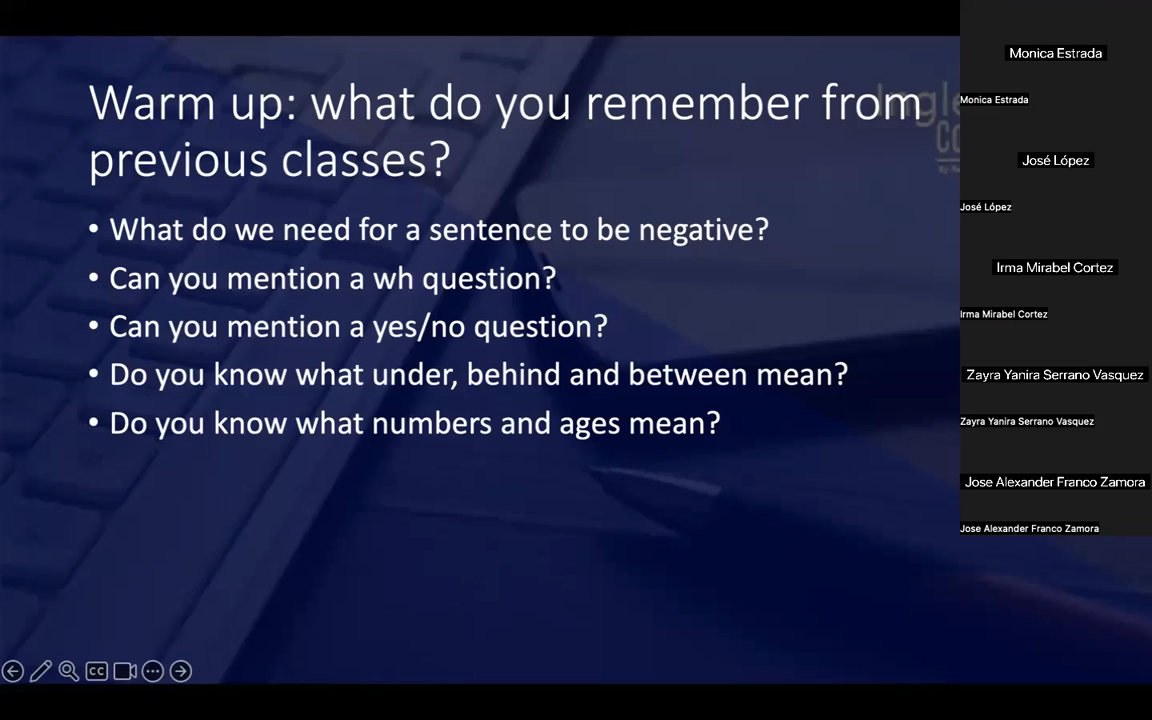 Warm up: what do you remember from
previous classes?
• What do we need for a sentence to be negative?
• Can you mention a wh question?
• Can you mention a yes/no question?
• Do you know what under, behind and between mean?
• Do you know what numbers and ages mean?
CC
Monica Estrada
Monica Estrada
José López
José López
Irma Mirabel Cortez
Irma Mirabel Cortez
Zayra Yanira Serrano Vasquez
Zayra Yanira Serrano Vasquez
Jose Alexander Franco Zamora
Jose Alexander Franco Zamora